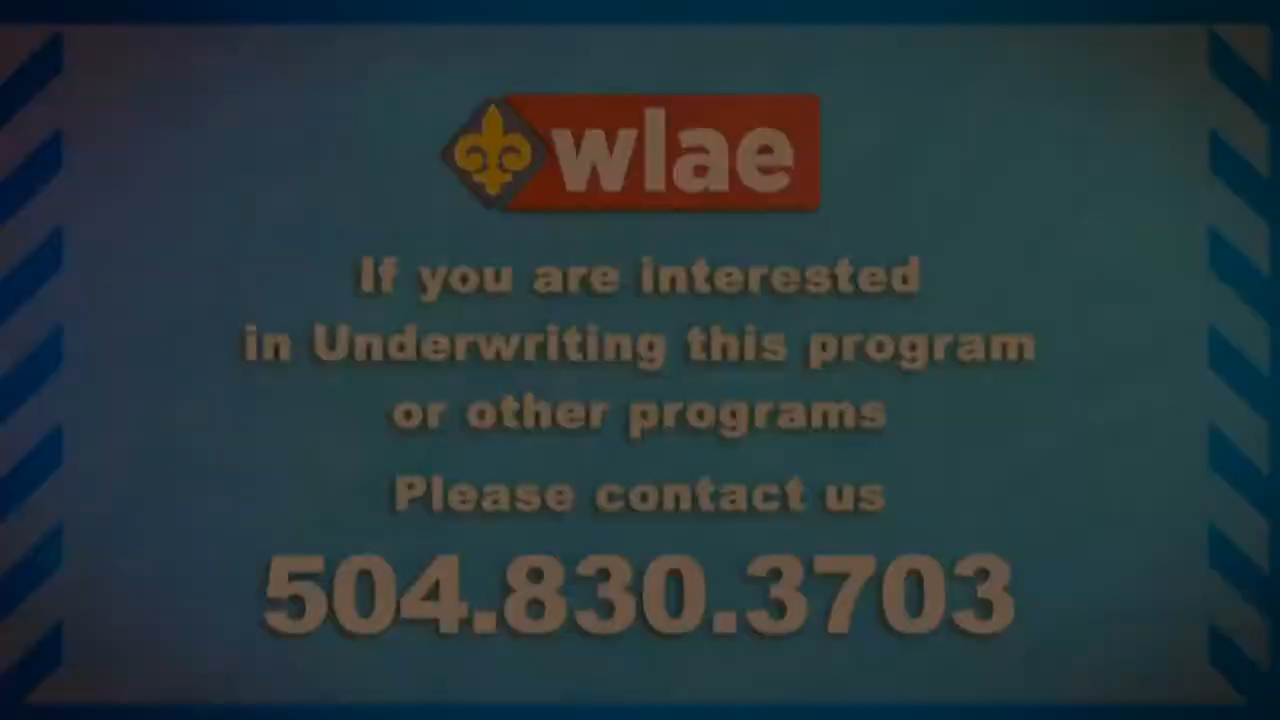 wlae
If you are interested
in Underwriting this program
or other programs
Please contact us
504.830.3703